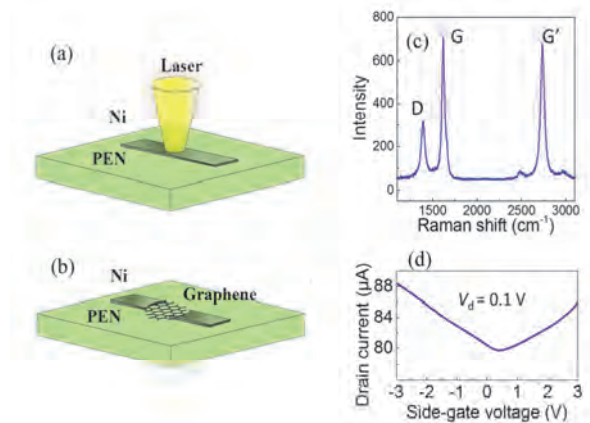 (a)
Laser
Ni
PEN
(b)
Ni
Graphene
PEN
(c)
G
G’
D
Intensity
800
600
400
200
0
1500 2000 2500 3000
Raman shift (cm-1)
(d)
Vd = 0.1 V
Drain current (μA)
88
84
80
-3 -2 -1 0 1 2 3
Side-gate voltage (V)